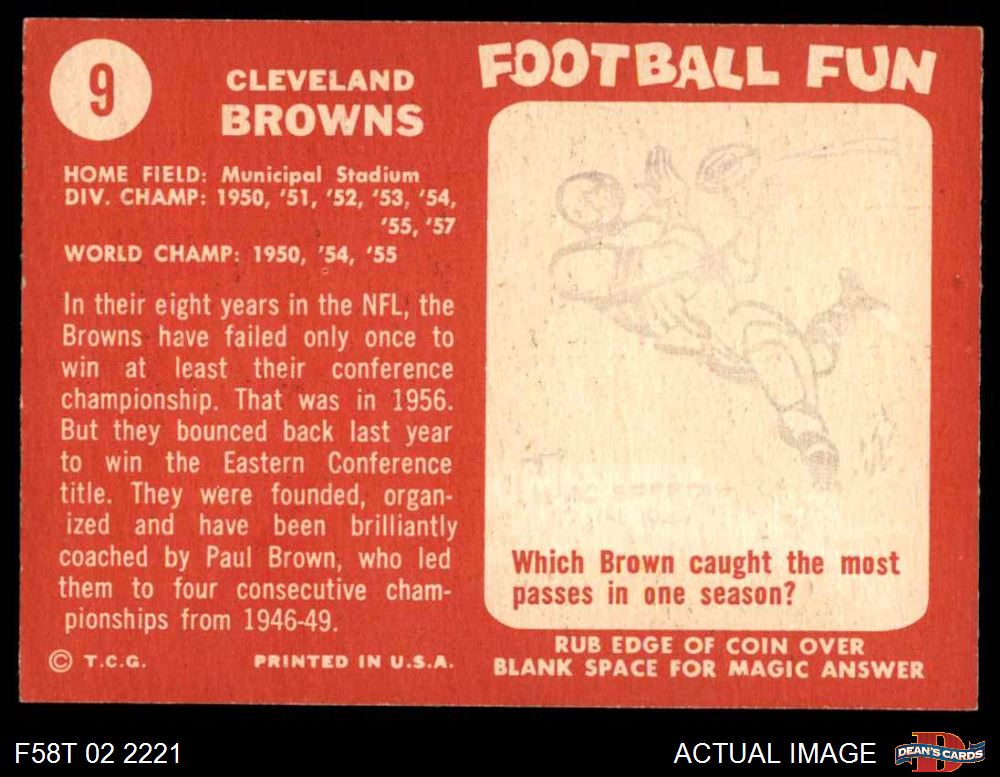 9
CLEVELAND
BROWNS
HOME FIELD: Municipal Stadium
DIV. CHAMP: 1950, '51, '52, '53, '54,
'55, '57
WORLD CHAMP: 1950, '54, '55
In their eight years in the NFL, the
Browns have failed only once to
win at least their conference
championship. That was in 1956.
But they bounced back last year
to win the Eastern Conference
title. They were founded, organ-
ized and have been brilliantly
coached by Paul Brown, who led
them to four consecutive cham-
pionships from 1946-49.
© T.C.G. PRINTED IN U.S.A.
FOOTBALL FUN
Which Brown caught the most
passes in one season?
RUB EDGE OF COIN OVER
BLANK SPACE FOR MAGIC ANSWER
F58T 02 2221
ACTUAL IMAGE
DEAN'S CARDS